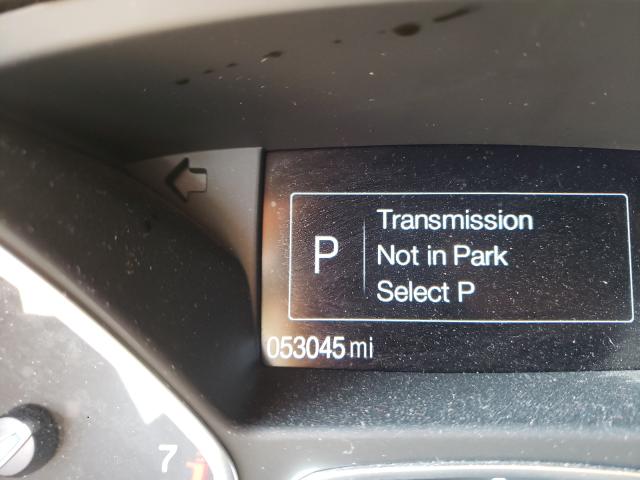 Transmission
P
Not in Park
Select P
053045 mi
7